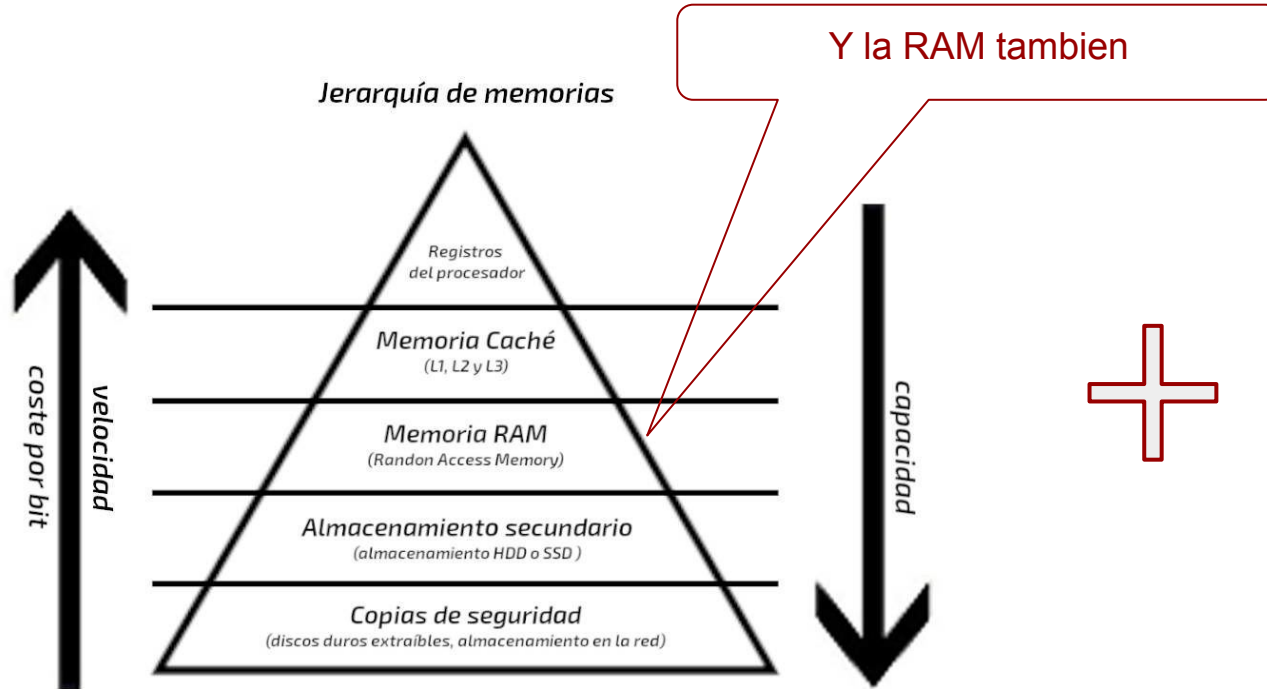 Y la RAM tambien
Jerarquía de memorias
Registros
del procesador
Memoria Caché
(L1, L2 y L3)
Memoria RAM
(Randon Access Memory)
Almacenamiento secundario
(almacenamiento HDD o SSD )
Copias de seguridad
(discos duros extraíbles, almacenamiento en la red)
coste por bit
velocidad
capacidad